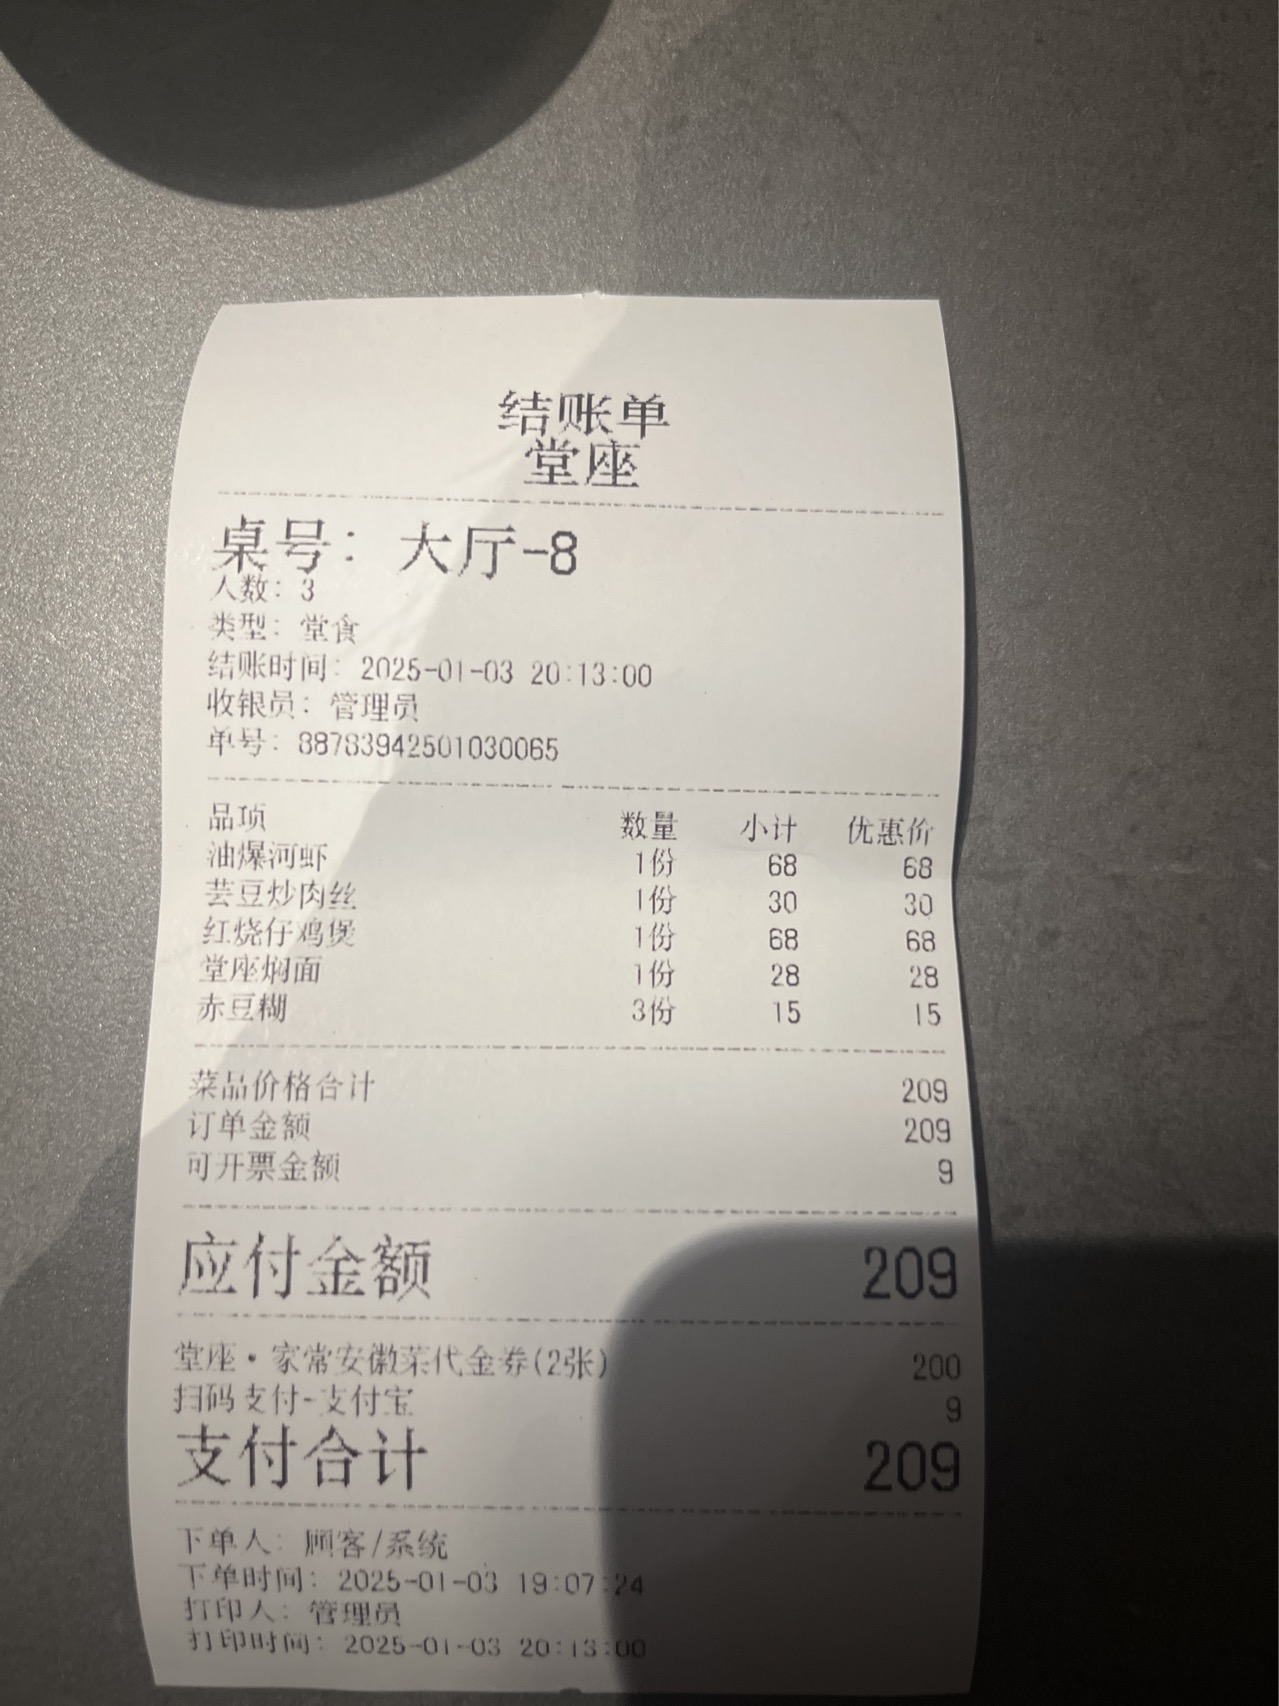 结账单
堂座
桌号: 大厅-8
人数: 3
类型: 堂食
结账时间: 2025-01-03 20:13:00
收银员: 管理员
单号: 88783942501030065
品项 数量 小计 优惠价
油爆河虾 1份 68 68
芸豆炒肉丝 1份 30 30
红烧仔鸡煲 1份 68 68
堂座焖面 1份 28 28
赤豆糊 3份 15 15
菜品价格合计 209
订单金额 209
可开票金额 9
应付金额 209
堂座·家常安徽菜代金券(2张) 200
扫码支付-支付宝 9
支付合计 209
下单人: 顾客/系统
下单时间: 2025-01-03 19:07:24
打印人: 管理员
打印时间: 2025-01-03 20:13:00